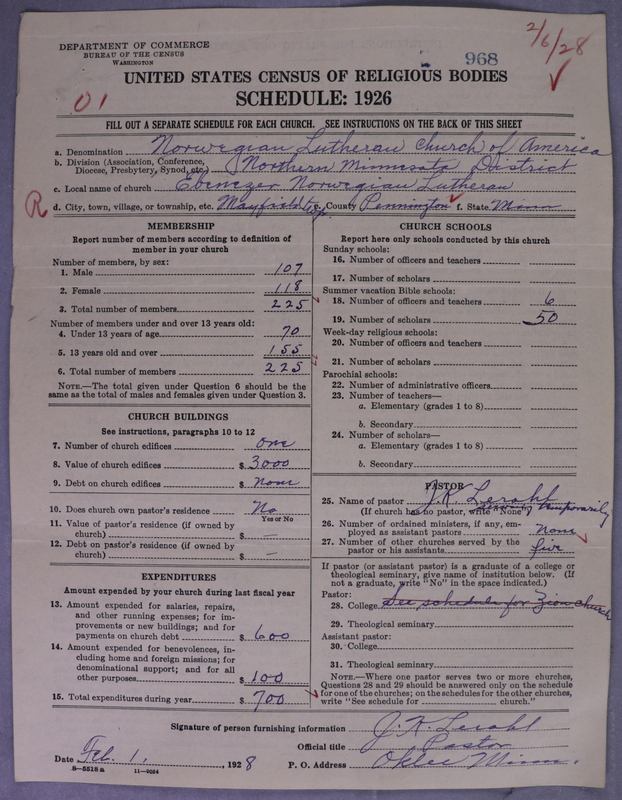 DEPARTMENT OF COMMERCE
BUREAU OF THE CENSUS
WASHINGTON
968
2/6/28
UNITED STATES CENSUS OF RELIGIOUS BODIES
01
SCHEDULE: 1926
FILL OUT A SEPARATE SCHEDULE FOR EACH CHURCH. SEE INSTRUCTIONS ON THE BACK OF THIS SHEET
a. Denomination Norwegian Lutheran Church of America
b. Division (Association, Conference, Diocese, Presbytery, Synod, etc.) Northern Minnesota District
c. Local name of church Ebenezer Norwegian Lutheran
R d. City, town, village, or township, etc. Mayfield twp. e. County Pennington f. State Minn
MEMBERSHIP
Report number of members according to definition of
member in your church
Number of members, by sex:
1. Male 107
2. Female 118
3. Total number of members 225
Number of members under and over 13 years old:
4. Under 13 years of age 70
5. 13 years old and over 155
6. Total number of members 225
NOTE.—The total given under Question 6 should be the
same as the total of males and females given under Question 3.
CHURCH BUILDINGS
See instructions, paragraphs 10 to 12
7. Number of church edifices One
8. Value of church edifices $ 3000
9. Debt on church edifices $ None
10. Does church own pastor's residence No
Yes or No
11. Value of pastor's residence (if owned by
church) $ —
12. Debt on pastor's residence (if owned by
church) $ —
EXPENDITURES
Amount expended by your church during last fiscal year
13. Amount expended for salaries, repairs,
and other running expenses; for im-
provements or new buildings; and for
payments on church debt $ 600
14. Amount expended for benevolences, in-
cluding home and foreign missions; for
denominational support; and for all
other purposes $ 100
15. Total expenditures during year $ 700
CHURCH SCHOOLS
Report here only schools conducted by this church
Sunday schools:
16. Number of officers and teachers
17. Number of scholars
Summer vacation Bible schools:
18. Number of officers and teachers 6
19. Number of scholars 50
Week-day religious schools:
20. Number of officers and teachers
21. Number of scholars
Parochial schools:
22. Number of administrative officers
23. Number of teachers—
a. Elementary (grades 1 to 8)
b. Secondary
24. Number of scholars—
a. Elementary (grades 1 to 8)
b. Secondary
PASTOR
25. Name of pastor J.K. Lerohl
(If church has no pastor, write "None") serving temporarily
26. Number of ordained ministers, if any, em-
ployed as assistant pastors None
27. Number of other churches served by the
pastor or his assistants five
If pastor (or assistant pastor) is a graduate of a college or
theological seminary, give name of institution below. (If
not a graduate, write "No" in the space indicated.)
Pastor:
28. College See schedule for Zion church
29. Theological seminary
Assistant pastor:
30. College
31. Theological seminary
NOTE.—Where one pastor serves two or more churches,
Questions 28 and 29 should be answered only on the schedule
for one of the churches; on the schedules for the other churches,
write "See schedule for church."
Signature of person furnishing information J. K. Lerohl
Official title Pastor
Date Feb. 1, 1928 P. O. Address Oklee Minn.
8—5518 a 11—9084